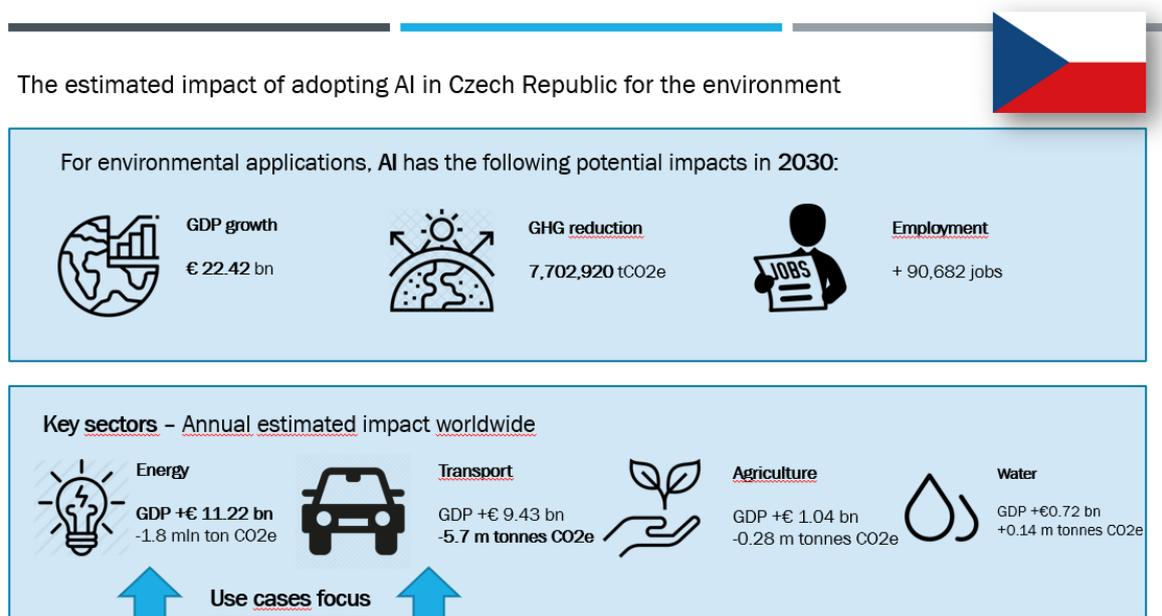 The estimated impact of adopting AI in Czech Republic for the environment
For environmental applications, AI has the following potential impacts in 2030:
GDP growth
€ 22.42 bn
GHG reduction
7,702,920 tCO2e
JOBS
Employment
+ 90,682 jobs
Key sectors – Annual estimated impact worldwide
Energy
GDP +€ 11.22 bn
-1.8 mln ton CO2e
Transport
GDP +€ 9.43 bn
-5.7 m tonnes CO2e
Agriculture
GDP +€ 1.04 bn
-0.28 m tonnes CO2e
Water
GDP +€0.72 bn
+0.14 m tonnes CO2e
Use cases focus